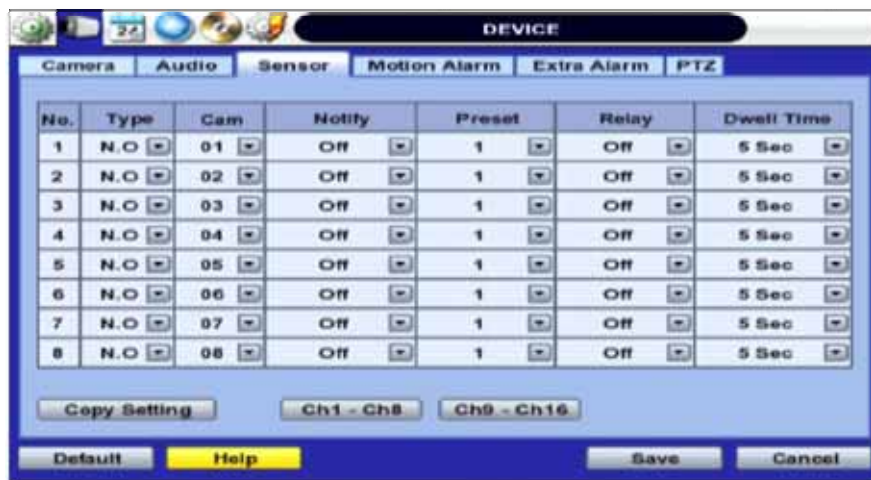 24
DEVICE
Camera Audio Sensor Motion Alarm Extra Alarm PTZ
No. Type Cam Notify Preset Relay Dwell Time
1 N.O 01 Off 1 Off 5 Sec
2 N.O 02 Off 1 Off 5 Sec
3 N.O 03 Off 1 Off 5 Sec
4 N.O 04 Off 1 Off 5 Sec
5 N.O 05 Off 1 Off 5 Sec
6 N.O 06 Off 1 Off 5 Sec
7 N.O 07 Off 1 Off 5 Sec
8 N.O 08 Off 1 Off 5 Sec
Copy Setting Ch1 - Ch8 Ch9 - Ch16
Default Help Save Cancel